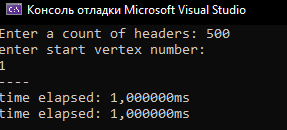 Консоль отладки Microsoft Visual Studio
Enter a count of headers: 500
enter start vertex number:
1
----
time elapsed: 1,000000ms
time elapsed: 1,000000ms